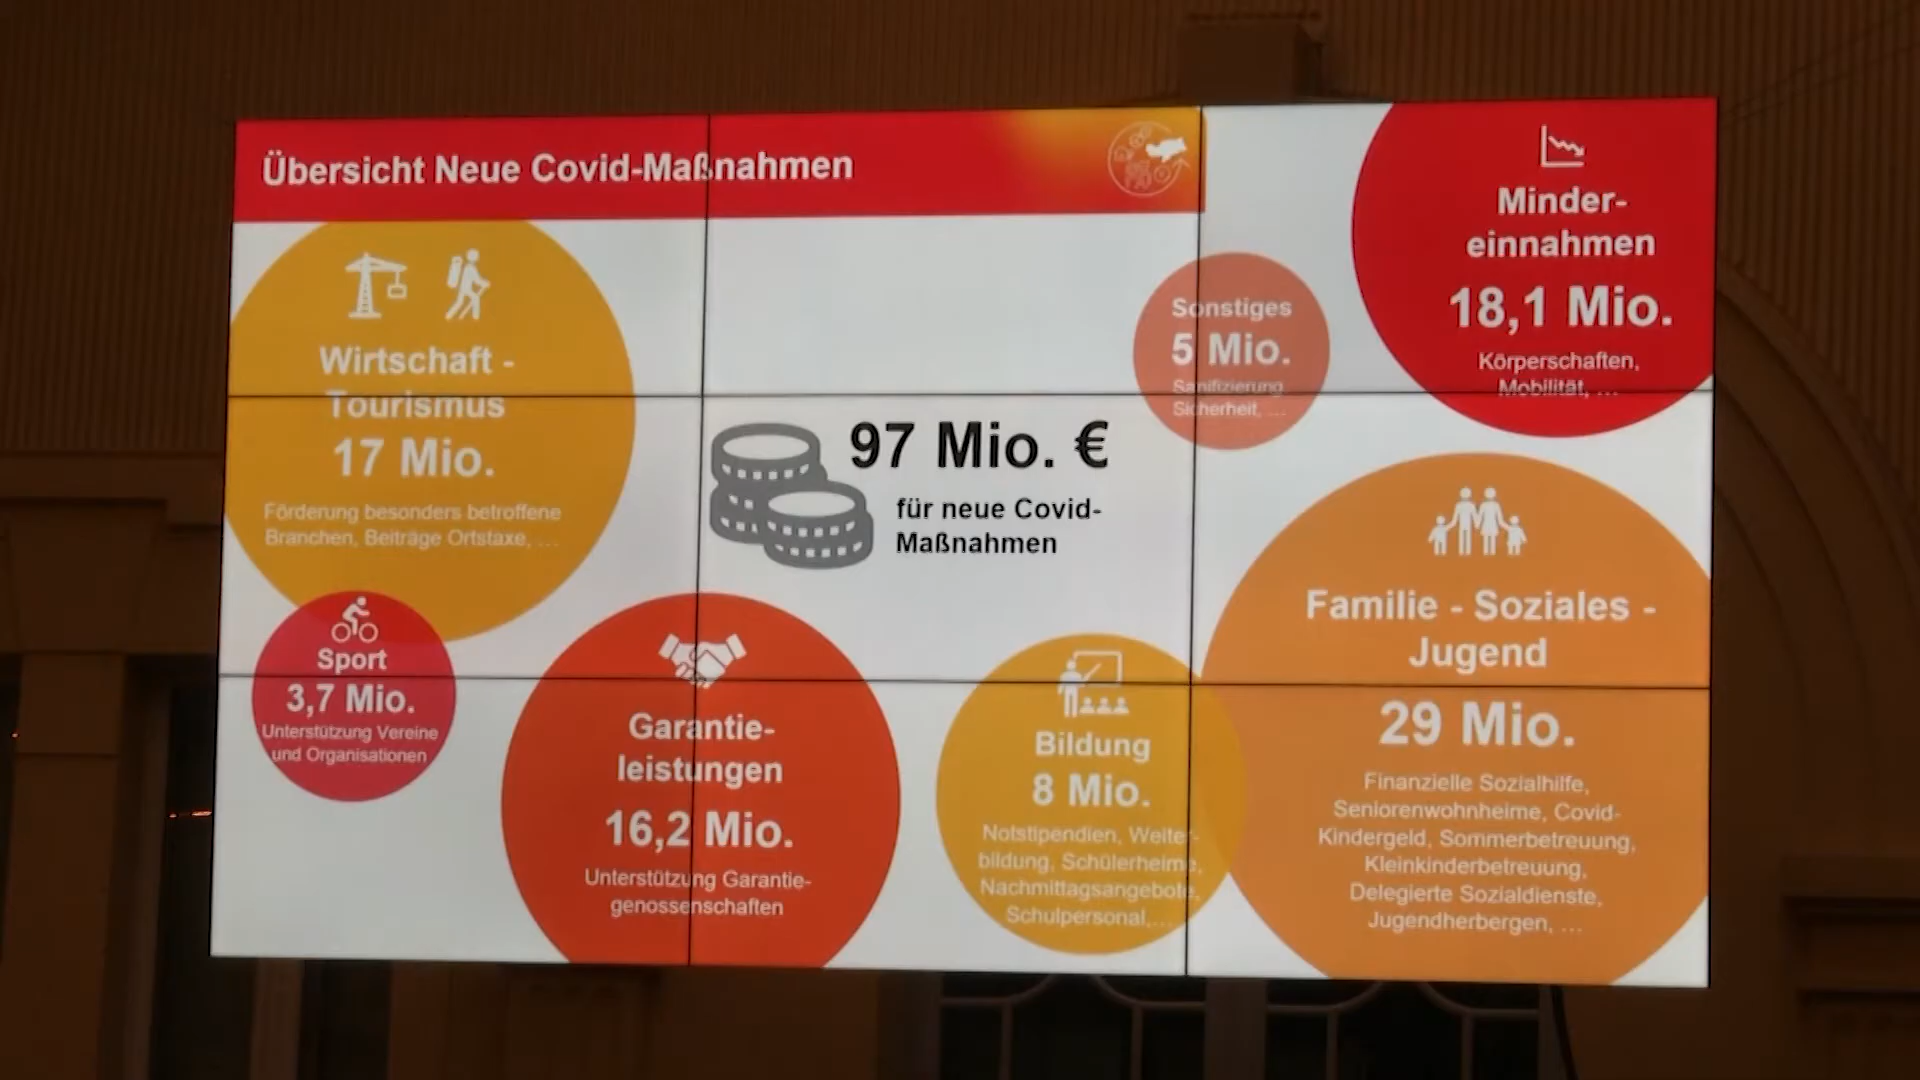 Übersicht Neue Covid-Maßnahmen
Wirtschaft -
Tourismus
17 Mio.
Förderung besonders betroffene
Branchen, Beiträge Ortstaxe, ...
Sport
3,7 Mio.
Unterstützung Vereine
und Organisationen
Garantie-
leistungen
16,2 Mio.
Unterstützung Garantie-
genossenschaften
97 Mio. €
für neue Covid-
Maßnahmen
Bildung
8 Mio.
Notstipendien, Weiter-
bildung, Schülerheime,
Nachmittagsangebote,
Schulpersonal,...
Sonstiges
5 Mio.
Sanifizierung,
Sicherheit, ...
Minder-
einnahmen
18,1 Mio.
Körperschaften,
Mobilität, ...
Familie - Soziales -
Jugend
29 Mio.
Finanzielle Sozialhilfe,
Seniorenwohnheime, Covid-
Kindergeld, Sommerbetreuung,
Kleinkinderbetreuung,
Delegierte Sozialdienste,
Jugendherbergen, ...